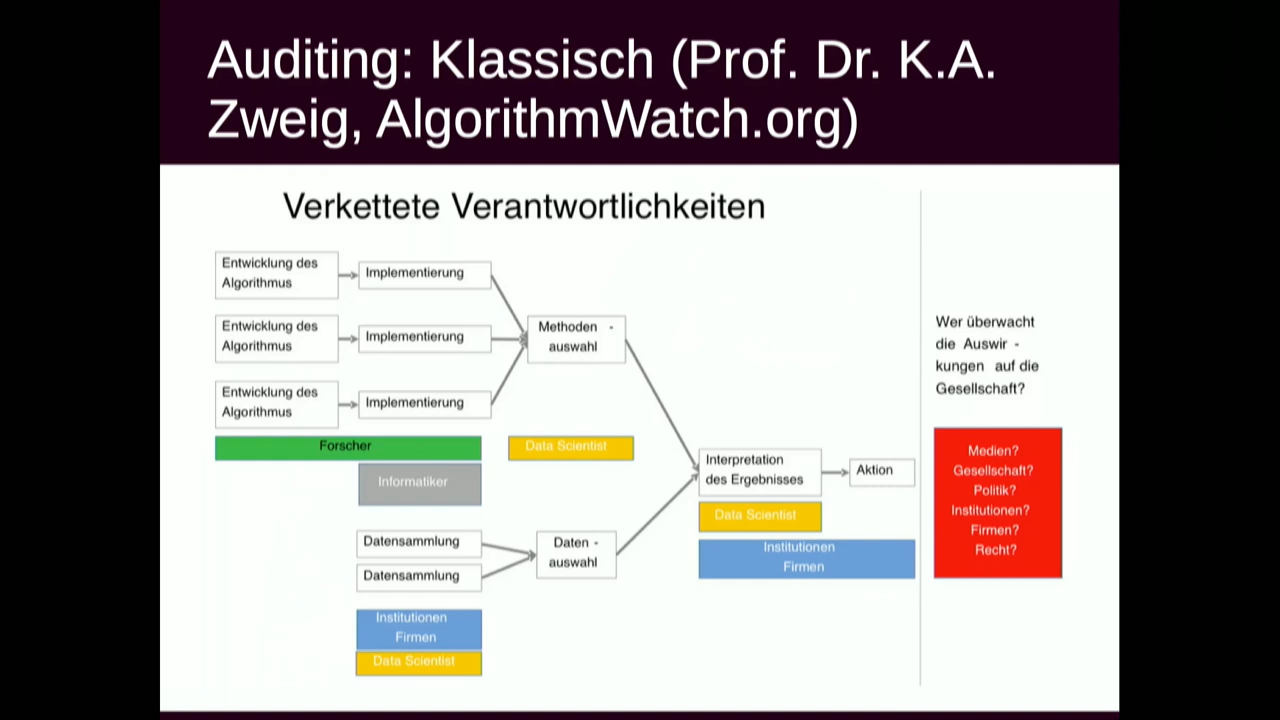 Auditing: Klassisch (Prof. Dr. K.A.
Zweig, AlgorithmWatch.org)
Verkettete Verantwortlichkeiten
Entwicklung des
Algorithmus
Implementierung
Entwicklung des
Algorithmus
Implementierung
Entwicklung des
Algorithmus
Implementierung
Methoden -
auswahl
Forscher
Data Scientist
Informatiker
Datensammlung
Datensammlung
Daten -
auswahl
Institutionen
Firmen
Data Scientist
Interpretation
des Ergebnisses
Aktion
Data Scientist
Institutionen
Firmen
Wer überwacht
die Auswir -
kungen auf die
Gesellschaft?
Medien?
Gesellschaft?
Politik?
Institutionen?
Firmen?
Recht?